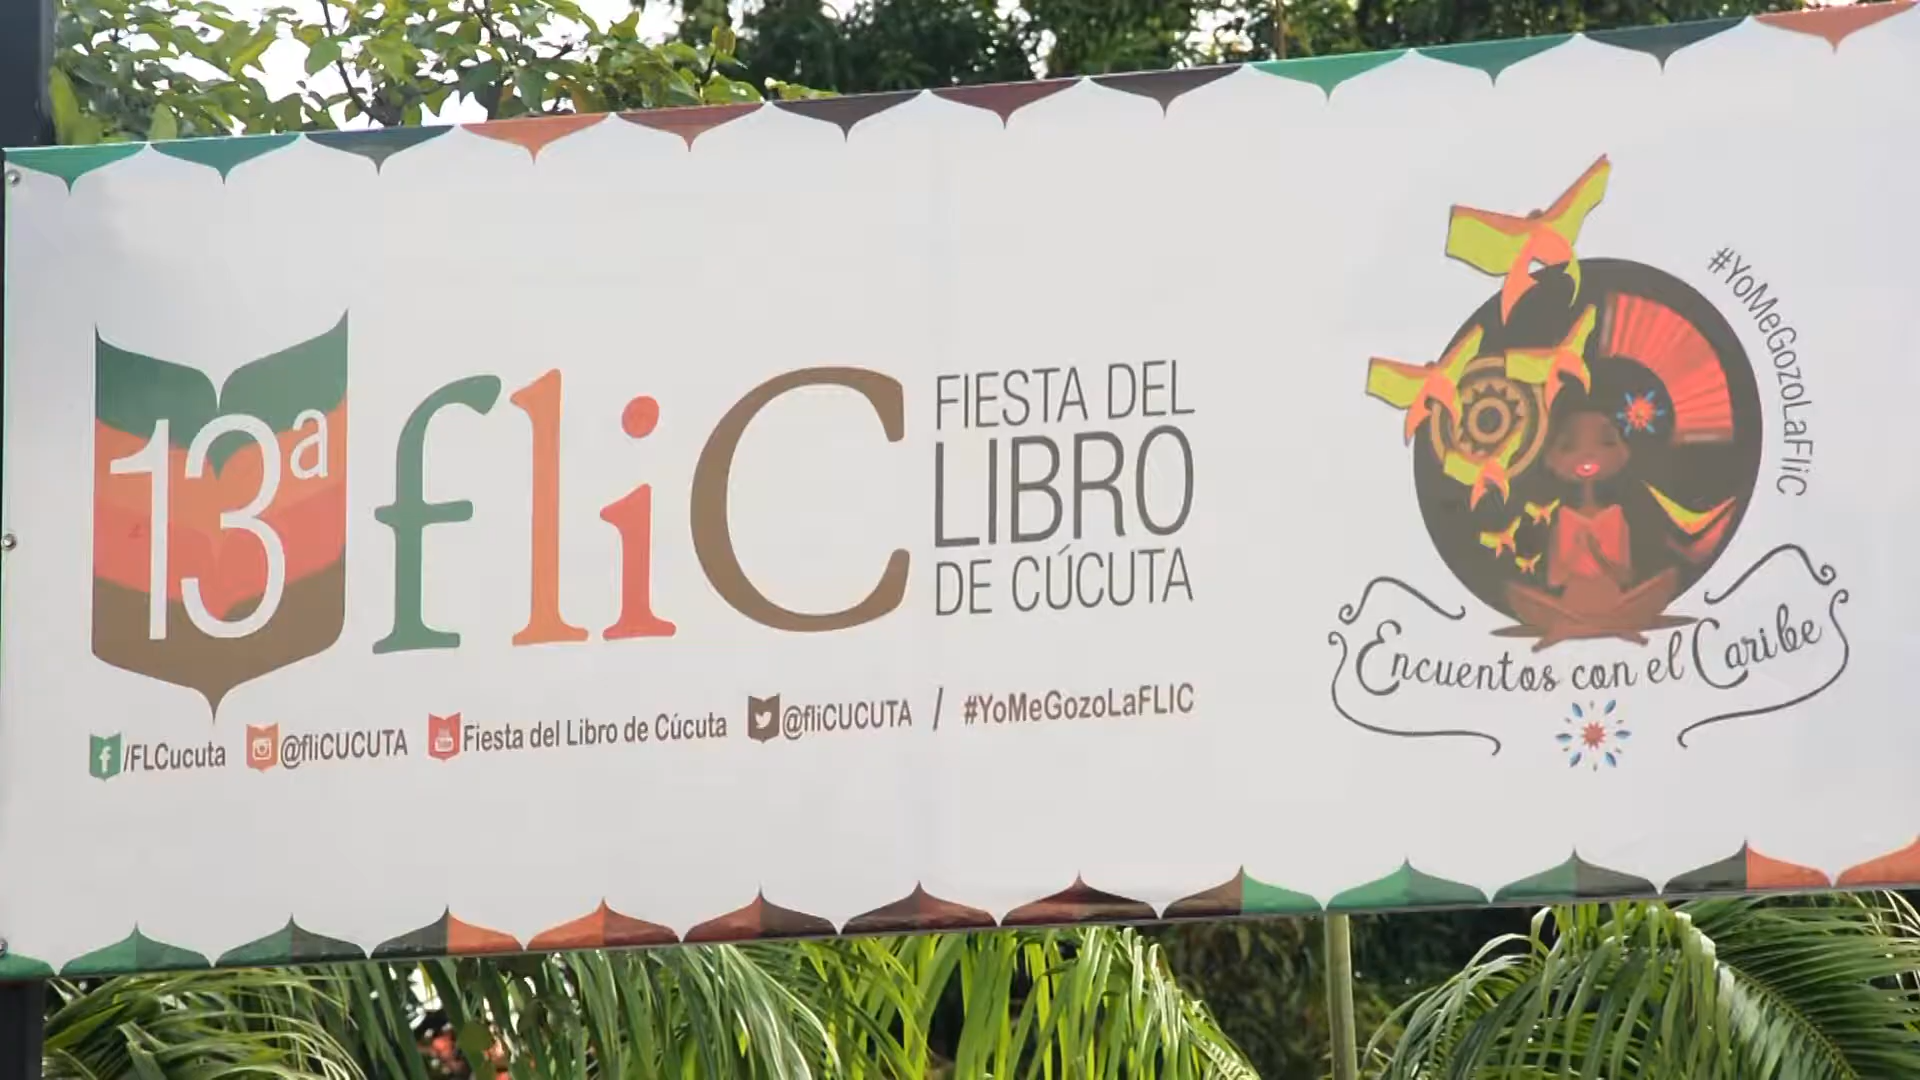 13ª fliC
FIESTA DEL
LIBRO
DE CÚCUTA
/FLCucuta @fliCUCUTA Fiesta del Libro de Cúcuta @fliCUCUTA / #YoMeGozoLaFLIC
#YoMeGozoLaFliC
Encuentos con el Caribe